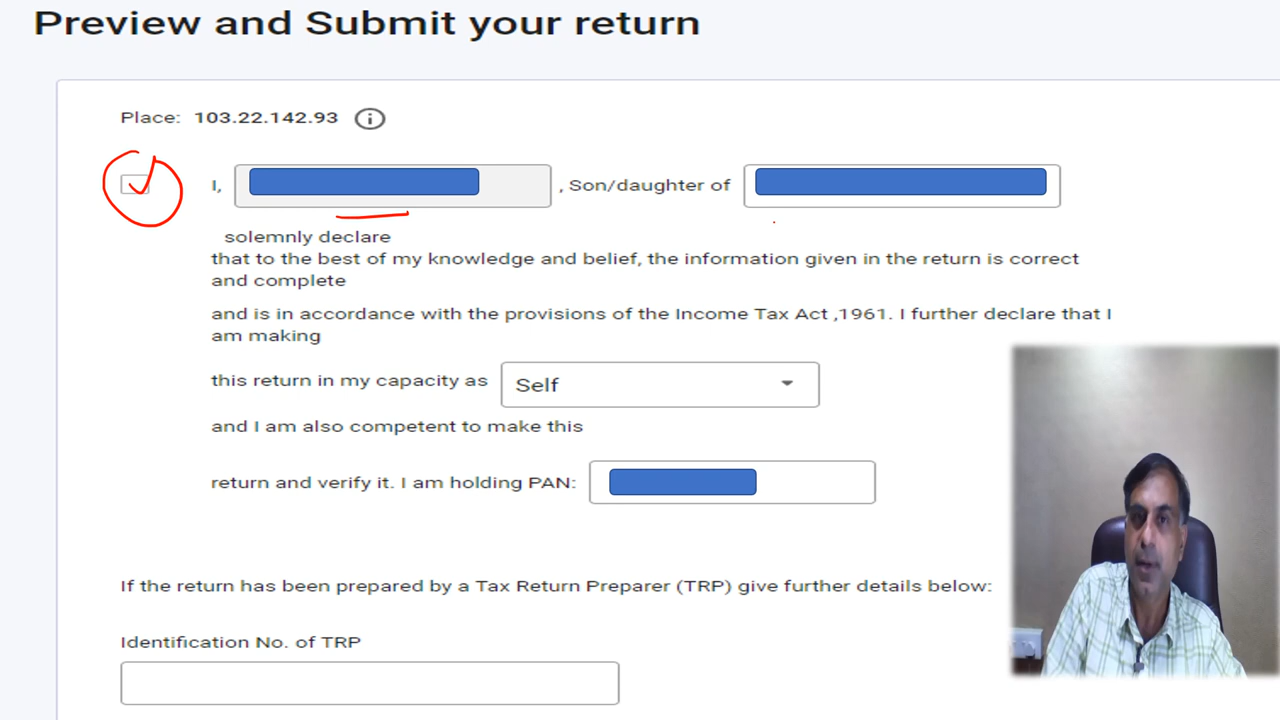 Preview and Submit your return
Place: 103.22.142.93
I, , Son/daughter of
solemnly declare
that to the best of my knowledge and belief, the information given in the return is correct
and complete
and is in accordance with the provisions of the Income Tax Act ,1961. I further declare that I
am making
this return in my capacity as Self
and I am also competent to make this
return and verify it. I am holding PAN:
If the return has been prepared by a Tax Return Preparer (TRP) give further details below:
Identification No. of TRP